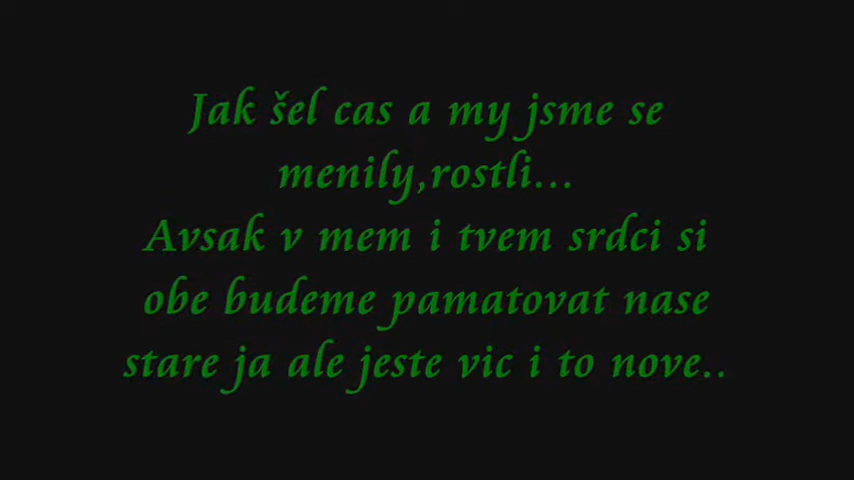 Jak šel cas a my jsme se
menily,rostli...
Avsak v mem i tvem srdci si
obe budeme pamatovat nase
stare ja ale jeste vic i to nove..